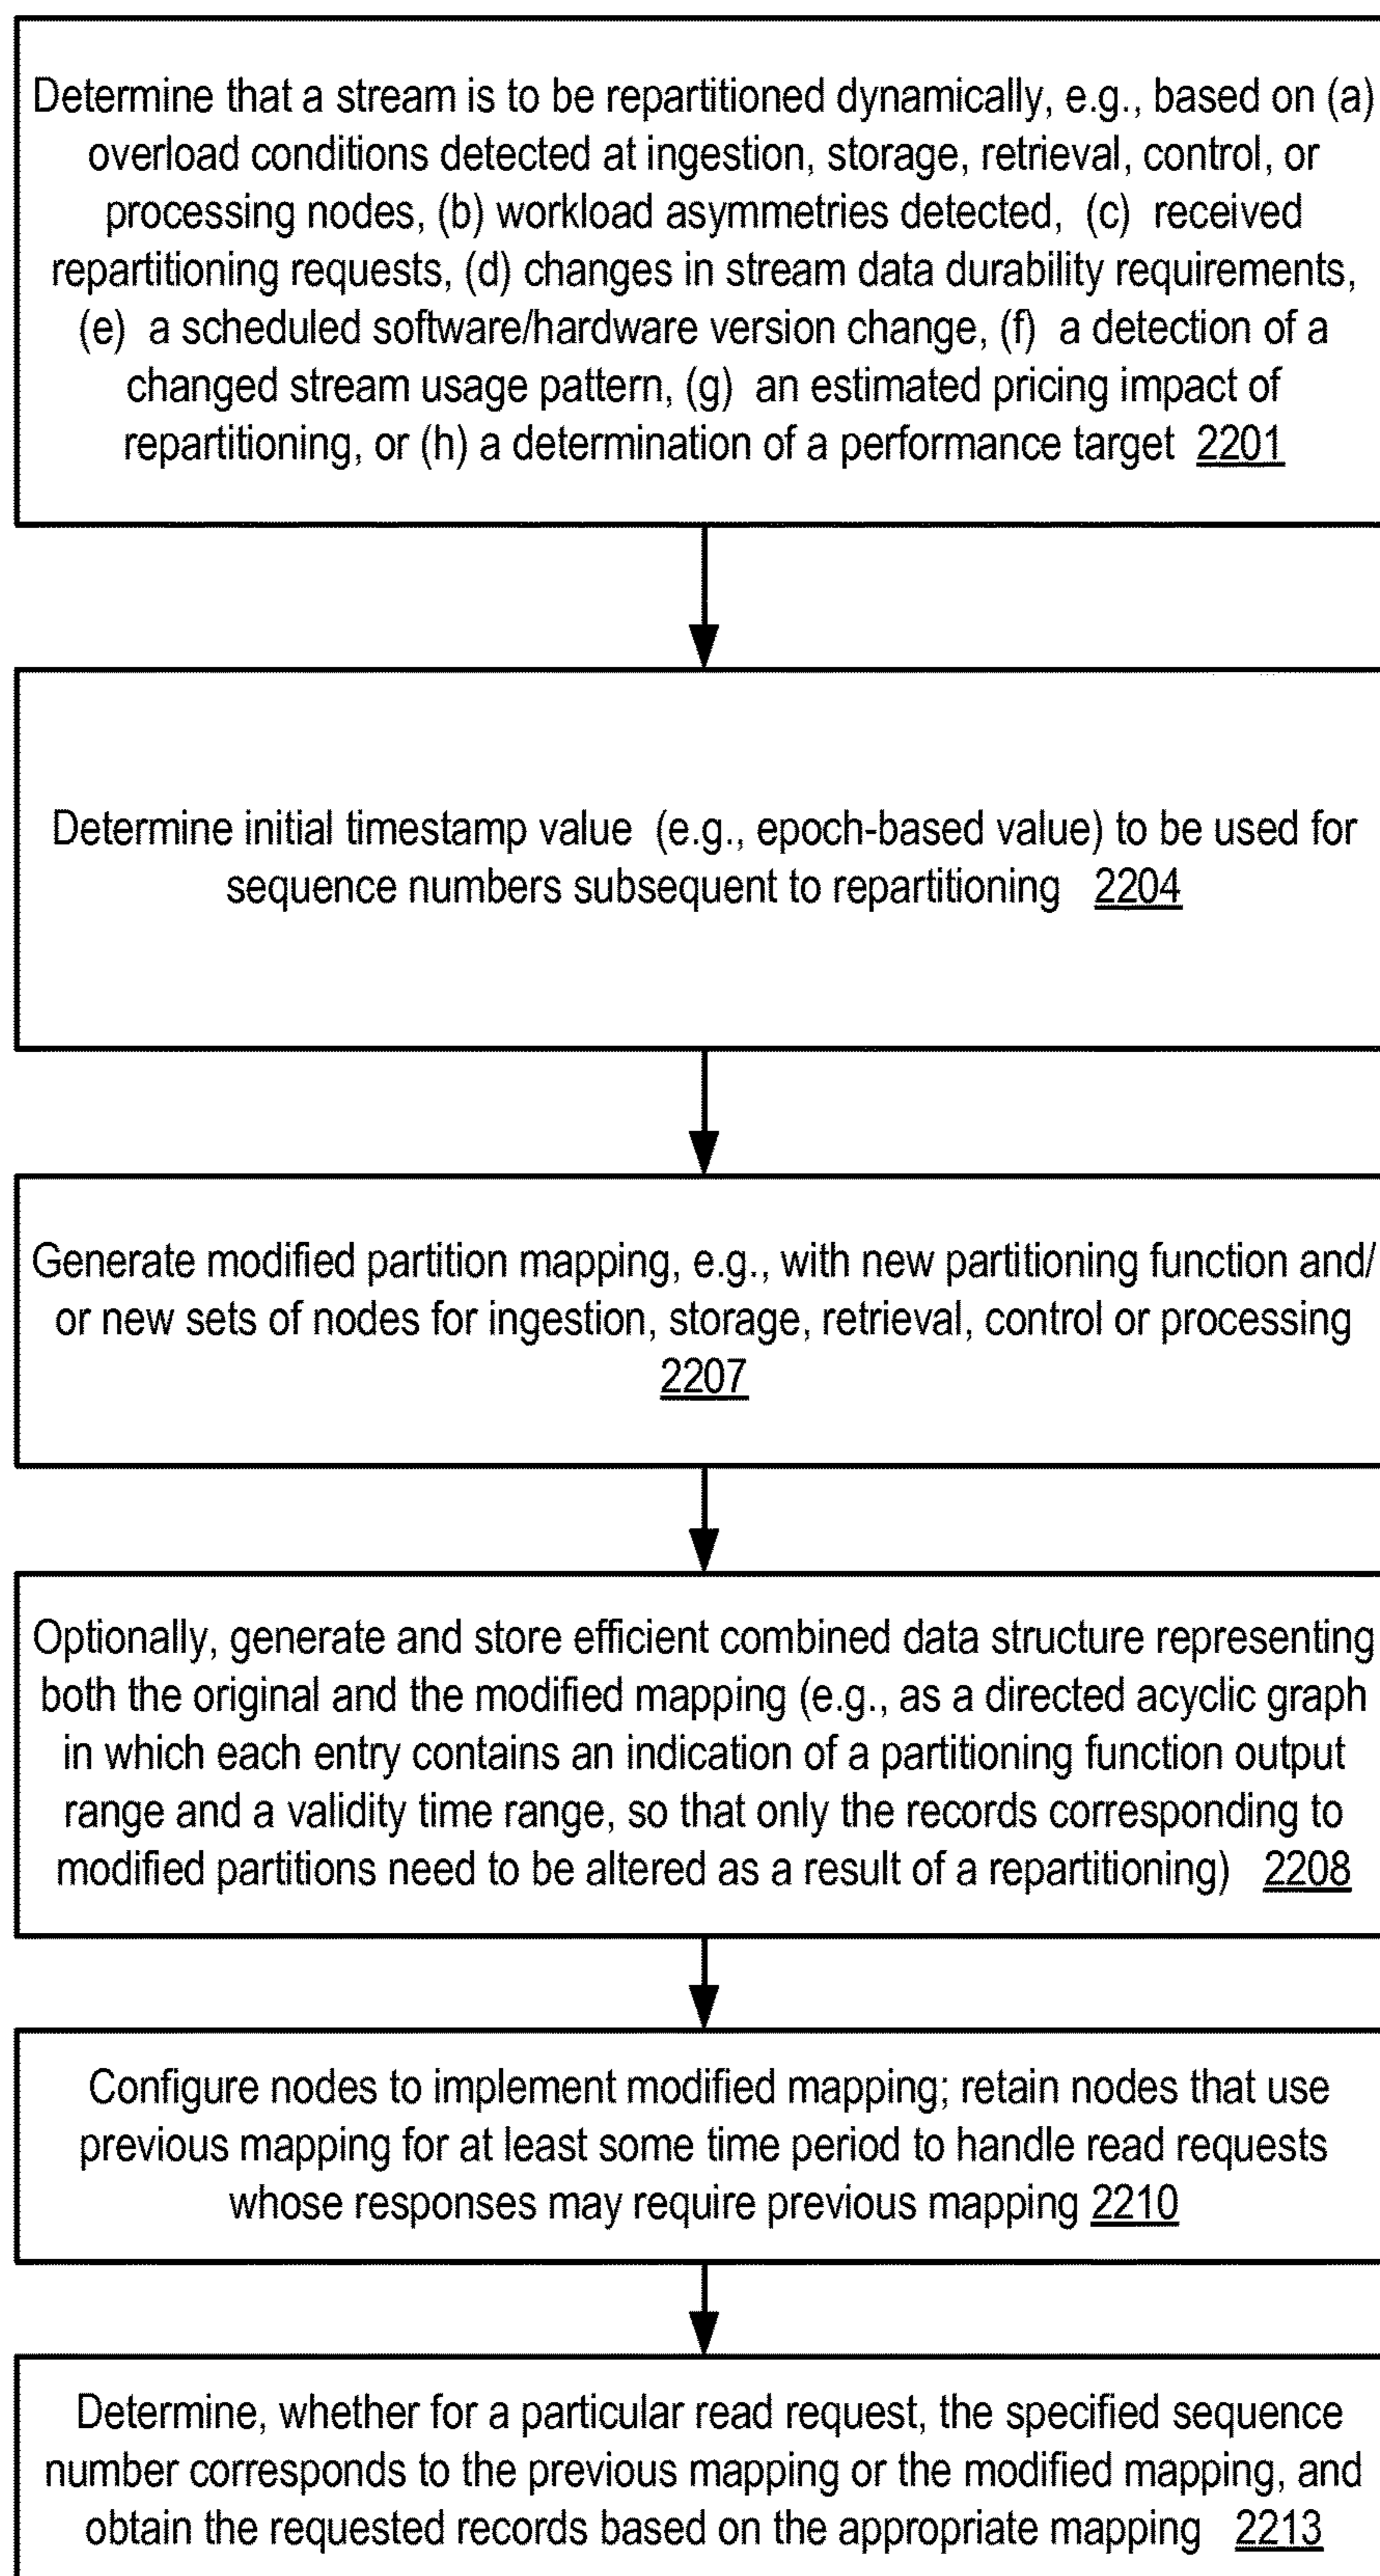 Determine that a stream is to be repartitioned dynamically, e.g., based on (a)
overload conditions detected at ingestion, storage, retrieval, control, or
processing nodes, (b) workload asymmetries detected, (c) received
repartitioning requests, (d) changes in stream data durability requirements,
(e) a scheduled software/hardware version change, (f) a detection of a
changed stream usage pattern, (g) an estimated pricing impact of
repartitioning, or (h) a determination of a performance target 2201
Determine initial timestamp value (e.g., epoch-based value) to be used for
sequence numbers subsequent to repartitioning 2204
Generate modified partition mapping, e.g., with new partitioning function and/
or new sets of nodes for ingestion, storage, retrieval, control or processing
2207
Optionally, generate and store efficient combined data structure representing
both the original and the modified mapping (e.g., as a directed acyclic graph
in which each entry contains an indication of a partitioning function output
range and a validity time range, so that only the records corresponding to
modified partitions need to be altered as a result of a repartitioning) 2208
Configure nodes to implement modified mapping; retain nodes that use
previous mapping for at least some time period to handle read requests
whose responses may require previous mapping 2210
Determine, whether for a particular read request, the specified sequence
number corresponds to the previous mapping or the modified mapping, and
obtain the requested records based on the appropriate mapping 2213